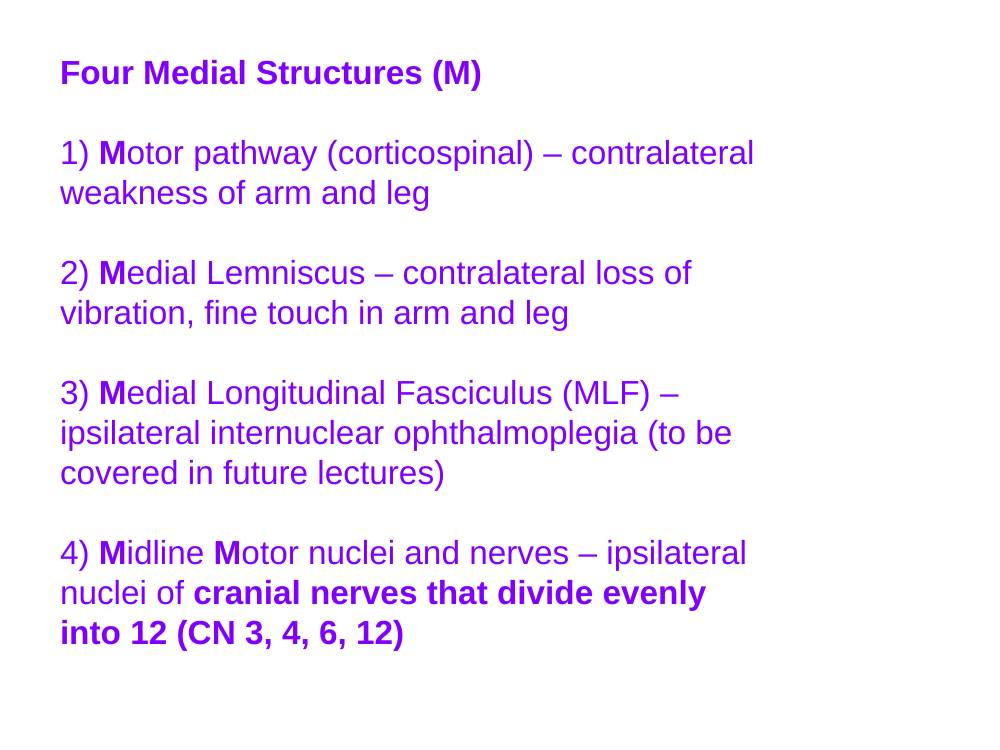 Four Medial Structures (M)
1) Motor pathway (corticospinal) – contralateral
weakness of arm and leg
2) Medial Lemniscus – contralateral loss of
vibration, fine touch in arm and leg
3) Medial Longitudinal Fasciculus (MLF) –
ipsilateral internuclear ophthalmoplegia (to be
covered in future lectures)
4) Midline Motor nuclei and nerves – ipsilateral
nuclei of cranial nerves that divide evenly
into 12 (CN 3, 4, 6, 12)